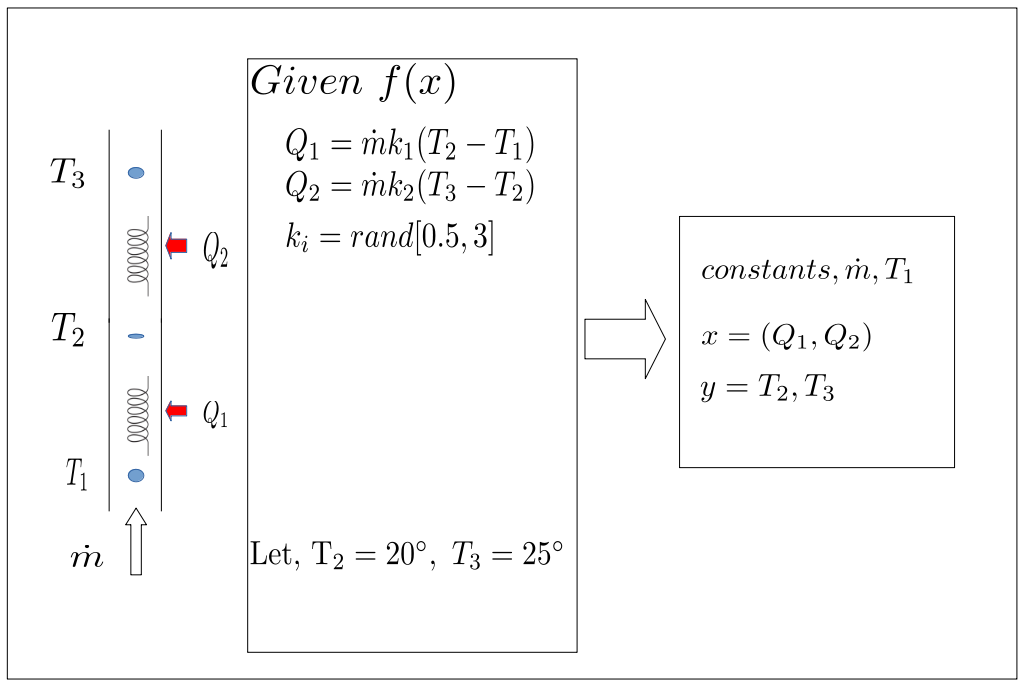 T₃
Q₂
T₂
Q₁
T₁
ṁ
Given f(x)
Q₁ = ṁk₁(T₂ − T₁)
Q₂ = ṁk₂(T₃ − T₂)
kᵢ = rand[0.5, 3]
Let, T₂ = 20°, T₃ = 25°
constants, ṁ, T₁
x = (Q₁, Q₂)
y = T₂, T₃